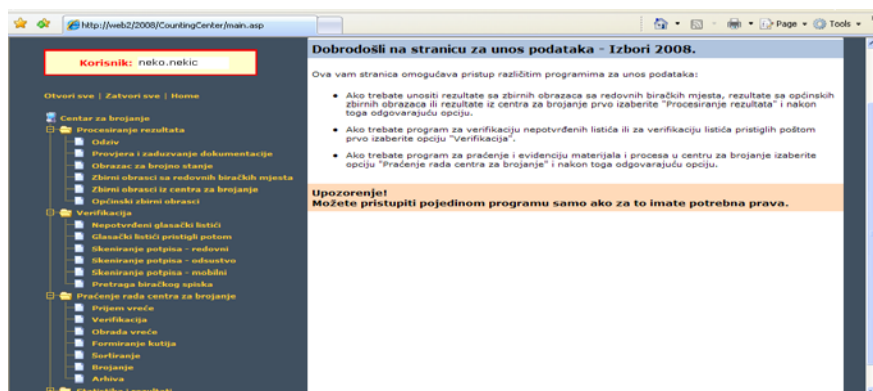 http://web2/2008/CountingCenter/main.asp
Page
Tools
Korisnik: neko.nekic
Otvori sve | Zatvori sve | Home
Centar za brojanje
Procesiranje rezultata
Odziv
Provjera i zaduzvanje dokumentacije
Obrazac za brojno stanje
Zbirni obrasci sa redovnih biračkih mjesta
Zbirni obrasci iz centra za brojanje
Općinski zbirni obrasci
Verifikacija
Nepotvrđeni glasački listići
Glasački listići pristigli potom
Skeniranje potpisa - redovni
Skeniranje potpisa - odsustvo
Skeniranje potpisa - mobilni
Pretraga biračkog spiska
Praćenje rada centra za brojanje
Prijem vreće
Verifikacija
Obrada vreće
Formiranje kutija
Sortiranje
Brojanje
Arhiva
Statistika i rezultati
Dobrodošli na stranicu za unos podataka - Izbori 2008.
Ova vam stranica omogućava pristup različitim programima za unos podataka:
• Ako trebate unositi rezultate sa zbirnih obrazaca sa redovnih biračkih mjesta, rezultate sa općinskih
zbirnih obrazaca ili rezultate iz centra za brojanje prvo izaberite "Procesiranje rezultata" i nakon
toga odgovarajuću opciju.
• Ako trebate program za verifikaciju nepotvrđenih listića ili za verifikaciju listića pristiglih poštom
prvo izaberite opciju "Verifikacija".
• Ako trebate program za praćenje i evidenciju materijala i procesa u centru za brojanje izaberite
opciju "Praćenje rada centra za brojanje" i nakon toga odgovarajuću opciju.
Upozorenje!
Možete pristupiti pojedinom programu samo ako za to imate potrebna prava.